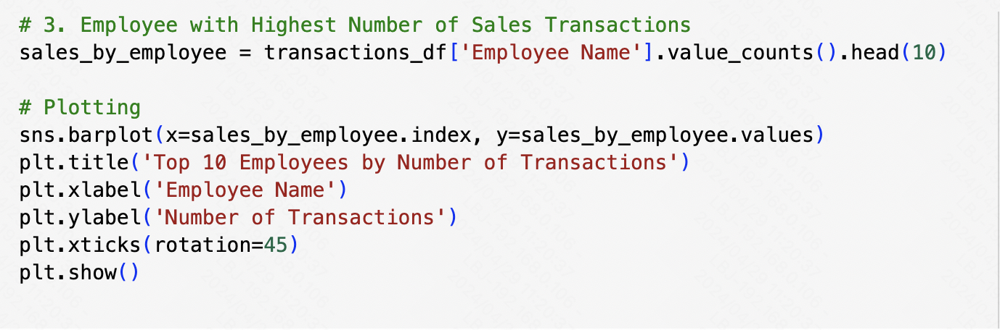 # 3. Employee with Highest Number of Sales Transactions
sales_by_employee = transactions_df['Employee Name'].value_counts().head(10)
# Plotting
sns.barplot(x=sales_by_employee.index, y=sales_by_employee.values)
plt.title('Top 10 Employees by Number of Transactions')
plt.xlabel('Employee Name')
plt.ylabel('Number of Transactions')
plt.xticks(rotation=45)
plt.show()